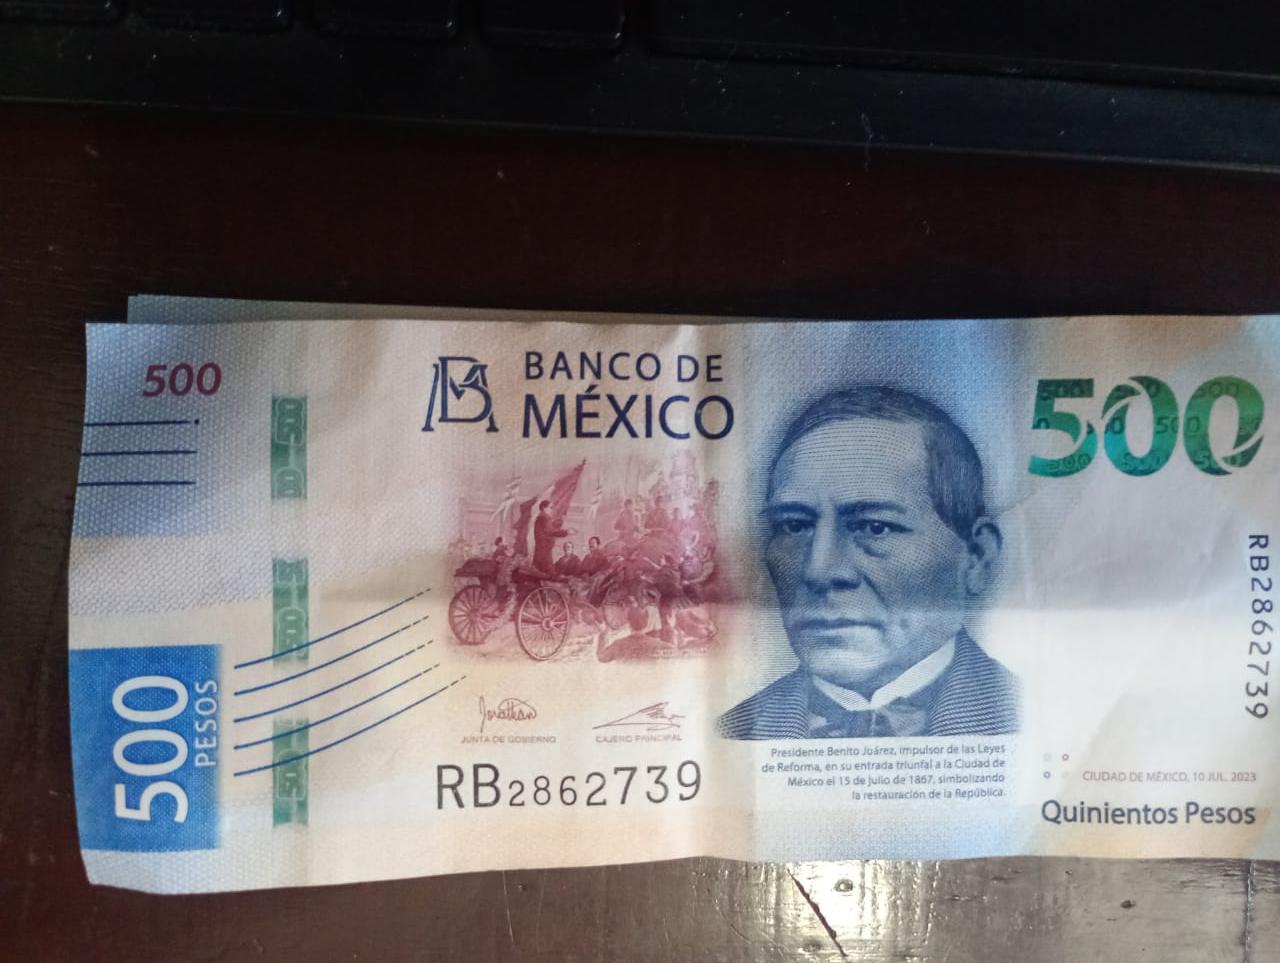 500
BM
BANCO DE
MÉXICO
500
RB2862739
500
PESOS
JUNTA DE GOBIERNO
CAJERO PRINCIPAL
RB2862739
Presidente Benito Juárez, impulsor de las Leyes
de Reforma, en su entrada triunfal a la Ciudad de
México el 15 de julio de 1867, simbolizando
la restauración de la República.
CIUDAD DE MÉXICO, 10 JUL. 2023
Quinientos Pesos